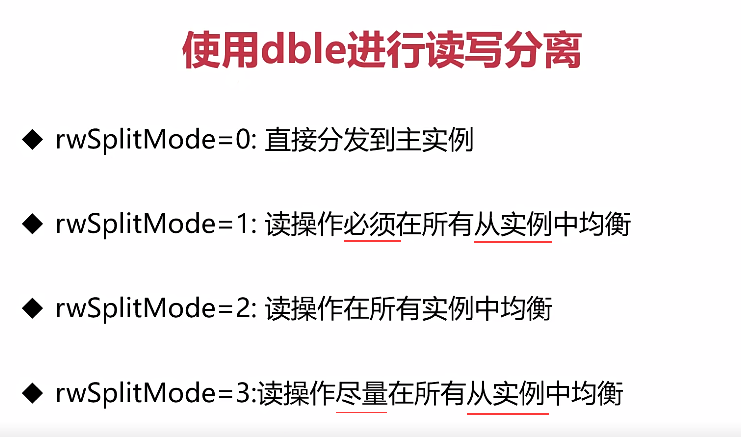 使用dble进行读写分离
◆ rwSplitMode=0: 直接分发到主实例
◆ rwSplitMode=1: 读操作必须在所有从实例中均衡
◆ rwSplitMode=2: 读操作在所有实例中均衡
◆ rwSplitMode=3:读操作尽量在所有从实例中均衡